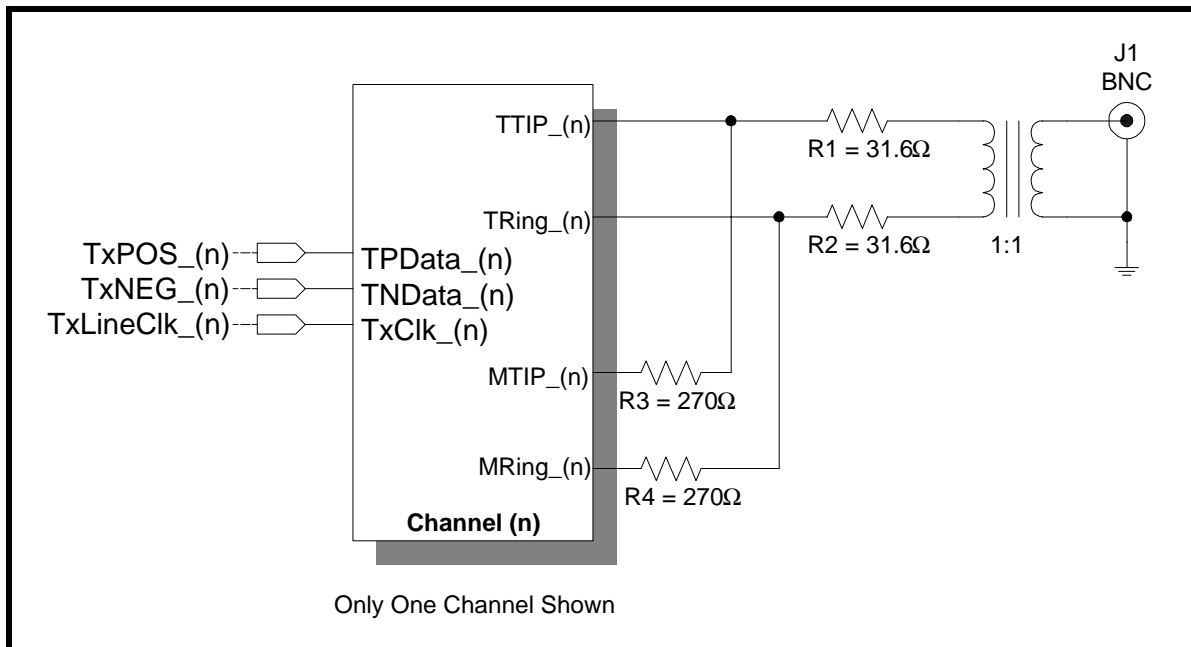 J1
BNC
TTIP_(n)
R1 = 31.6Ω
TRing_(n)
R2 = 31.6Ω
1:1
TxPOS_(n)
TPData_(n)
TxNEG_(n)
TNData_(n)
TxLineClk_(n)
TxClk_(n)
MTIP_(n)
R3 = 270Ω
MRing_(n)
R4 = 270Ω
Channel (n)
Only One Channel Shown